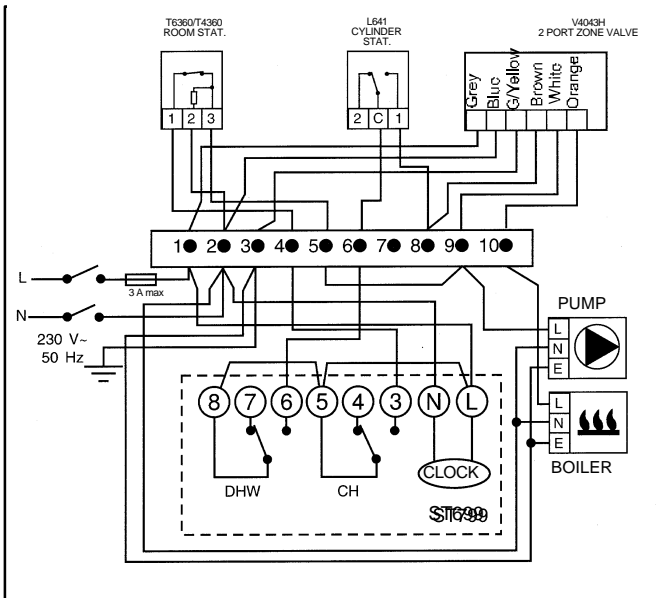 T6360/T4360
ROOM STAT.
L641
CYLINDER
STAT.
V4043H
2 PORT ZONE VALVE
Grey
Blue
G/Yellow
Brown
White
Orange
1 2 3
2 C 1
1 2 3 4 5 6 7 8 9 10
L
3 A max
N
230 V~
50 Hz
PUMP
L
N
E
8 7 6 5 4 3 N L
L
N
E
BOILER
CLOCK
DHW
CH
ST699
ST799